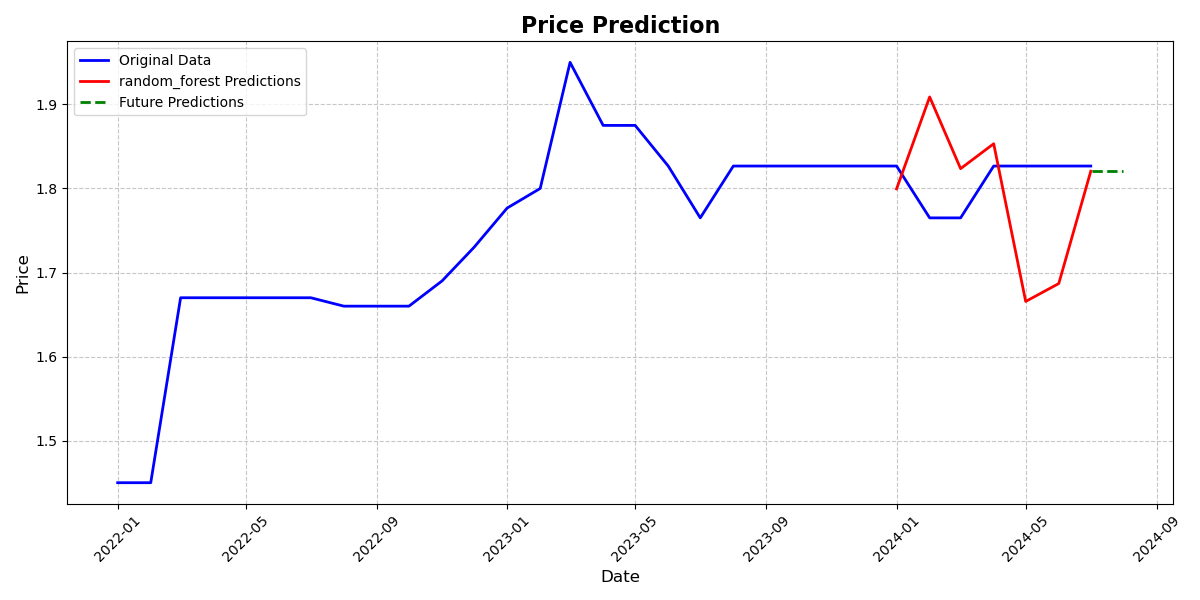 Price Prediction
Original Data
random_forest Predictions
Future Predictions
1.9
1.8
1.7
1.6
1.5
Price
2022-01
2022-05
2022-09
2023-01
2023-05
2023-09
2024-01
2024-05
2024-09
Date